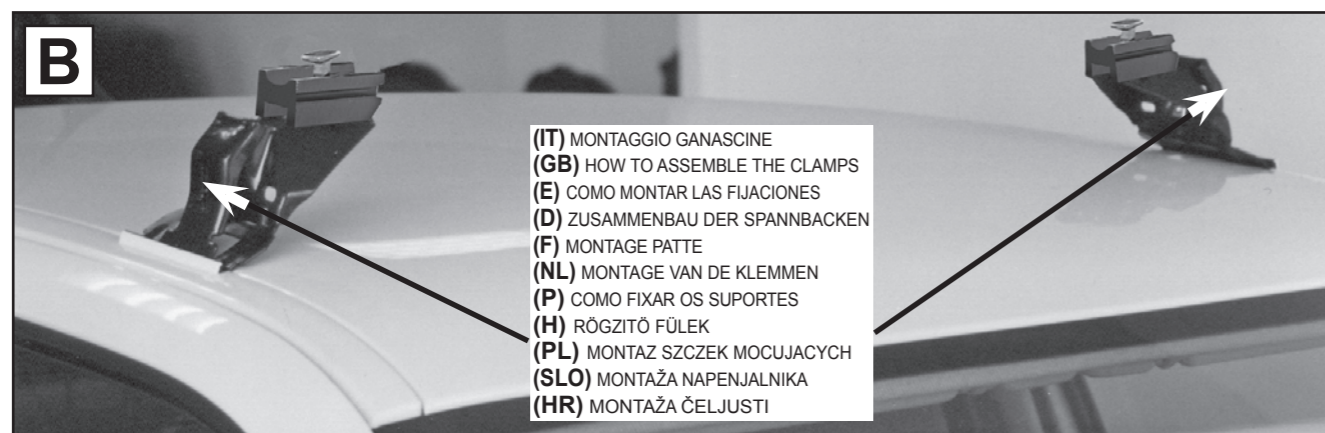 B
(IT) MONTAGGIO GANASCINE
(GB) HOW TO ASSEMBLE THE CLAMPS
(E) COMO MONTAR LAS FIJACIONES
(D) ZUSAMMENBAU DER SPANNBACKEN
(F) MONTAGE PATTE
(NL) MONTAGE VAN DE KLEMMEN
(P) COMO FIXAR OS SUPORTES
(H) RÖGZITÖ FÜLEK
(PL) MONTAZ SZCZEK MOCUJACYCH
(SLO) MONTAŽA NAPENJALNIKA
(HR) MONTAŽA ČELJUSTI